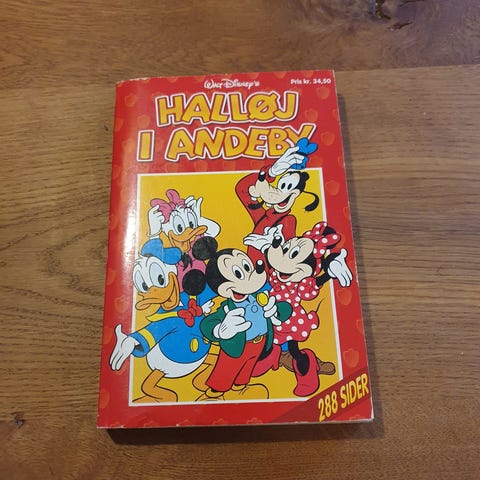 Walt Disney's
Pris kr. 34,50
HALLØJ
I ANDEBY
288 SIDER